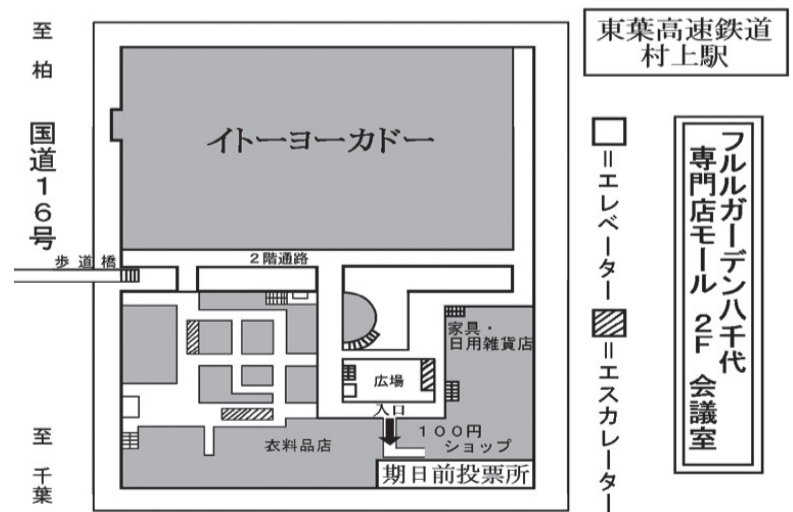 東葉高速鉄道
村上駅
フルルガーデン八千代
専門店モール 2F 会議室
=エレベーター
=エスカレーター
至 柏
国道16号
至 千葉
イトーヨーカドー
歩道橋
2階通路
家具・
日用雑貨店
広場
入口
100円
ショップ
衣料品店
期日前投票所